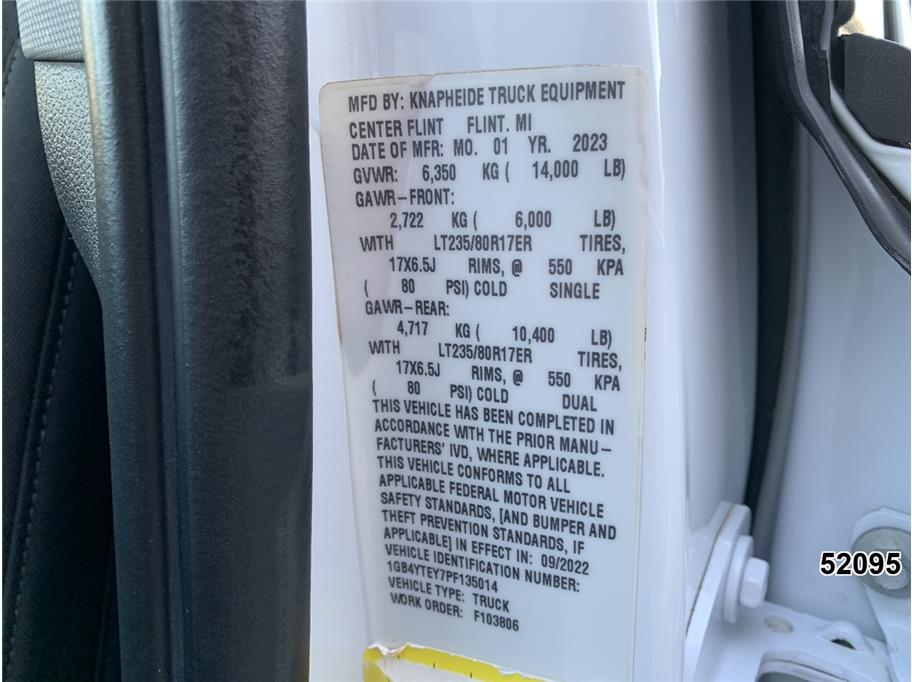 MFD BY: KNAPHEIDE TRUCK EQUIPMENT
CENTER FLINT FLINT. MI
DATE OF MFR: MO. 01 YR. 2023
GVWR: 6,350 KG ( 14,000 LB)
GAWR-FRONT:
2,722 KG ( 6,000 LB)
WITH LT235/80R17ER TIRES,
17X6.5J RIMS, @ 550 KPA
( 80 PSI) COLD SINGLE
GAWR-REAR:
4,717 KG ( 10,400 LB)
WITH LT235/80R17ER TIRES,
17X6.5J RIMS, @ 550 KPA
( 80 PSI) COLD DUAL
THIS VEHICLE HAS BEEN COMPLETED IN
ACCORDANCE WITH THE PRIOR MANU-
FACTURERS' IVD, WHERE APPLICABLE.
THIS VEHICLE CONFORMS TO ALL
APPLICABLE FEDERAL MOTOR VEHICLE
SAFETY STANDARDS, [AND BUMPER AND
THEFT PREVENTION STANDARDS, IF
APPLICABLE] IN EFFECT IN: 09/2022
VEHICLE IDENTIFICATION NUMBER:
1GB4YTEY7PF135014
VEHICLE TYPE: TRUCK
WORK ORDER: F103806
52095